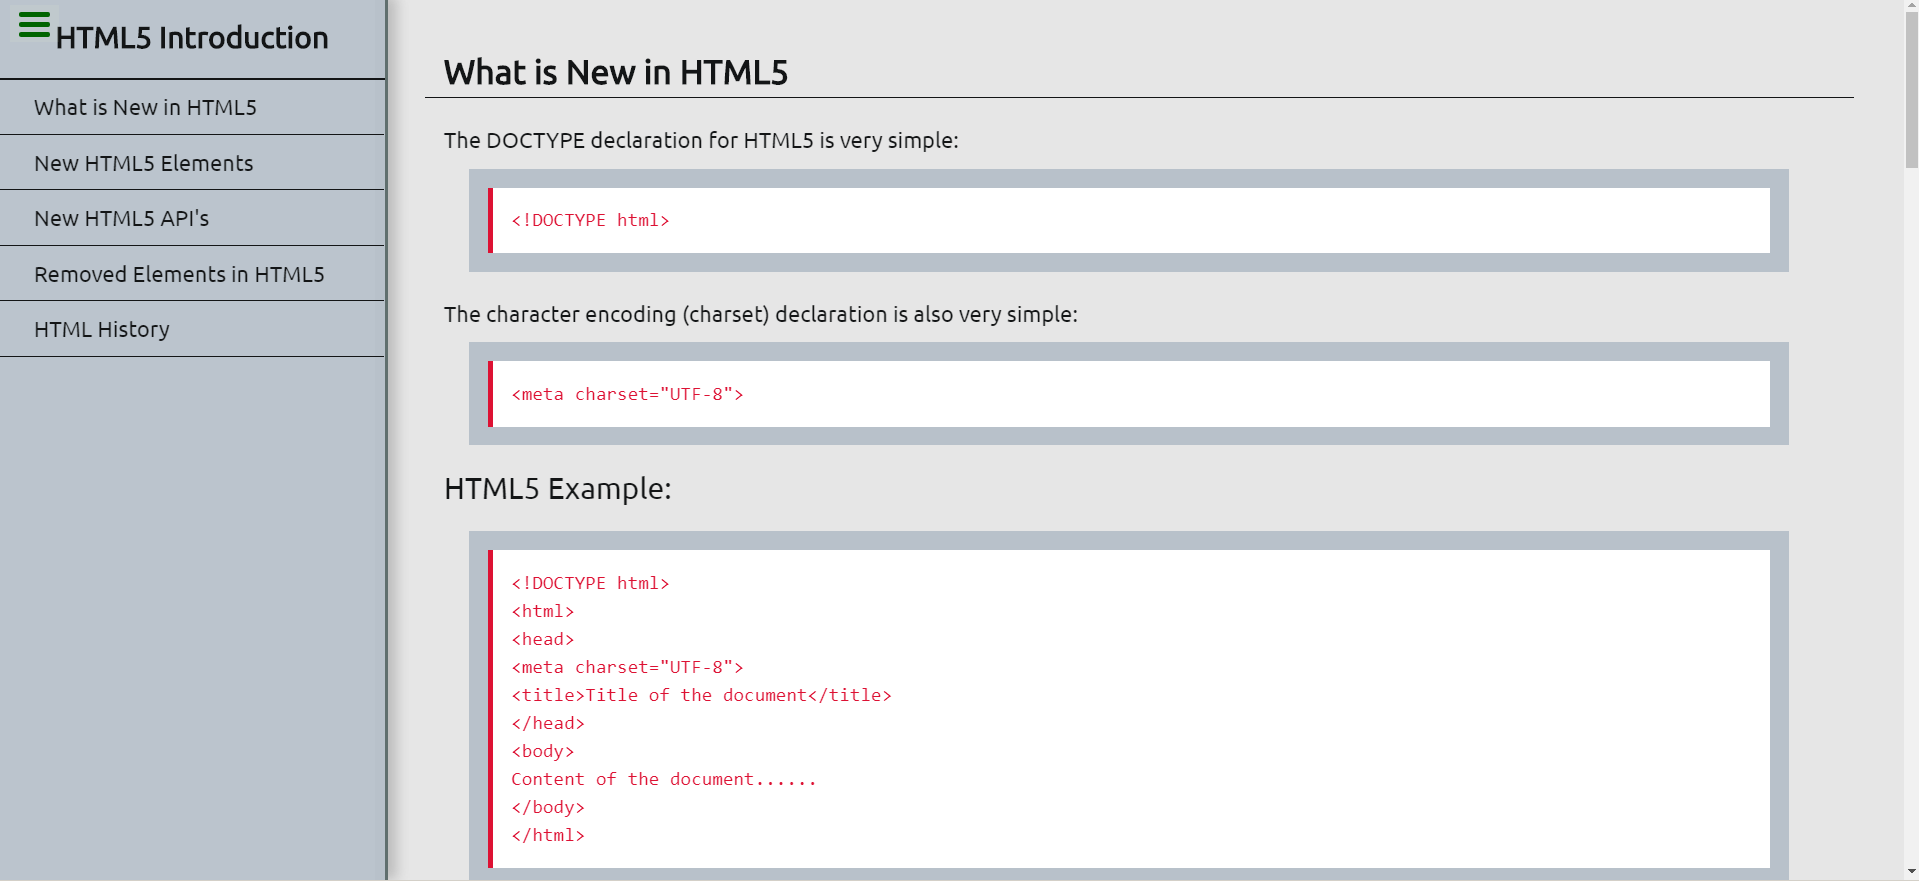 HTML5 Introduction
What is New in HTML5
New HTML5 Elements
New HTML5 API's
Removed Elements in HTML5
HTML History
What is New in HTML5
The DOCTYPE declaration for HTML5 is very simple:
<!DOCTYPE html>
The character encoding (charset) declaration is also very simple:
<meta charset="UTF-8">
HTML5 Example:
<!DOCTYPE html>
<html>
<head>
<meta charset="UTF-8">
<title>Title of the document</title>
</head>
<body>
Content of the document......
</body>
</html>